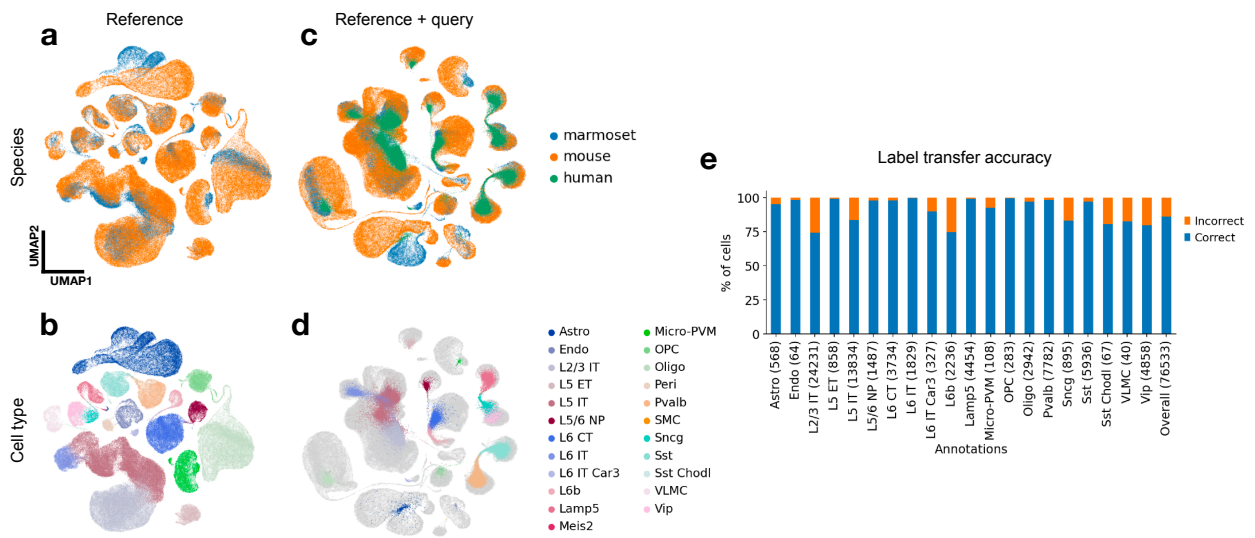 Reference
Reference + query
a
c
Species
UMAP2
UMAP1
marmoset
mouse
human
b
d
Cell type
Astro
Endo
L2/3 IT
L5 ET
L5 IT
L5/6 NP
L6 CT
L6 IT
L6 IT Car3
L6b
Lamp5
Meis2
Micro-PVM
OPC
Oligo
Peri
Pvalb
SMC
Sncg
Sst
Sst Chodl
VLMC
Vip
e
Label transfer accuracy
% of cells
100
75
50
25
0
Incorrect
Correct
Astro (568)
Endo (64)
L2/3 IT (24231)
L5 ET (858)
L5 IT (13834)
L5/6 NP (1487)
L6 CT (3734)
L6 IT (1829)
L6 IT Car3 (327)
L6b (2236)
Lamp5 (4454)
Micro-PVM (108)
OPC (283)
Oligo (2942)
Pvalb (7782)
Sncg (895)
Sst (5936)
Sst Chodl (67)
VLMC (40)
Vip (4858)
Overall (76533)
Annotations